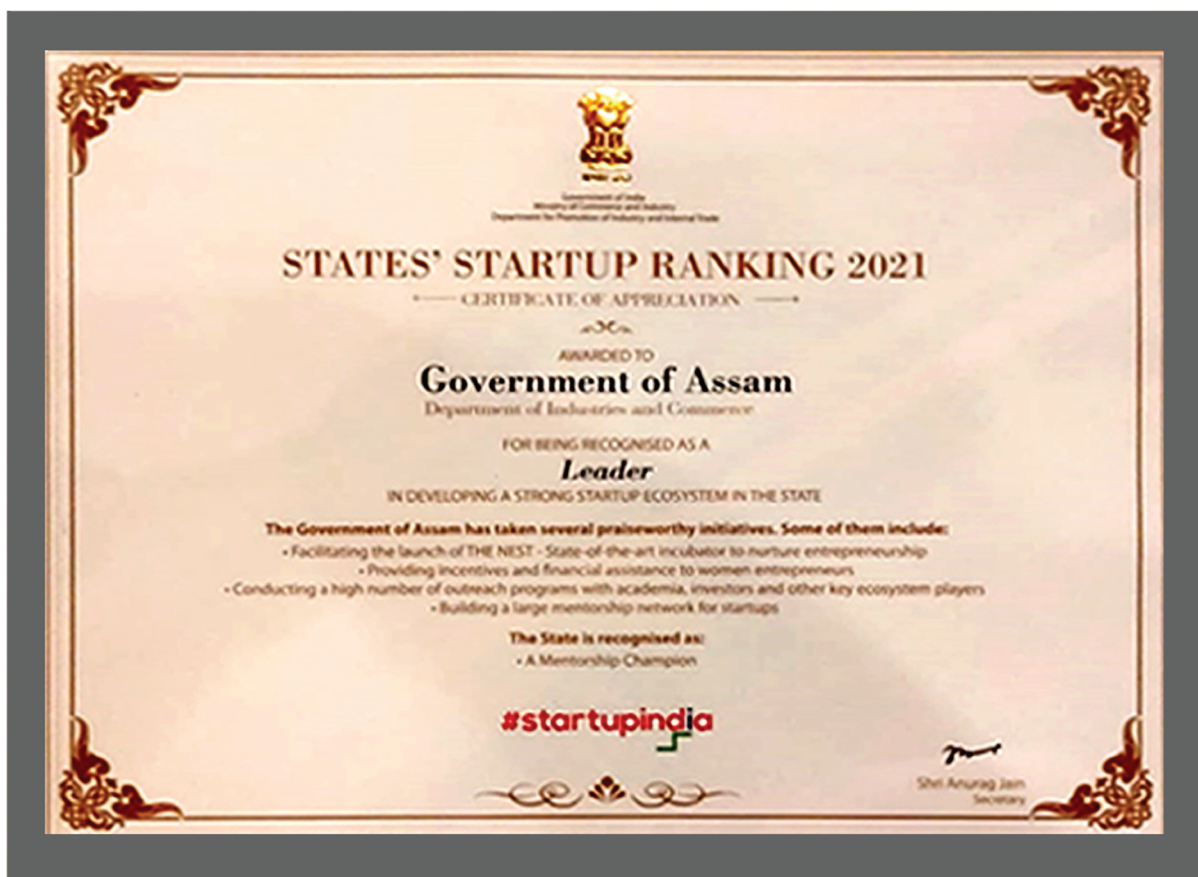 Government of India
Ministry of Commerce and Industry
Department for Promotion of Industry and Internal Trade
STATES' STARTUP RANKING 2021
CERTIFICATE OF APPRECIATION
AWARDED TO
Government of Assam
Department of Industries and Commerce
FOR BEING RECOGNISED AS A
Leader
IN DEVELOPING A STRONG STARTUP ECOSYSTEM IN THE STATE
The Government of Assam has taken several praiseworthy initiatives. Some of them include:
• Facilitating the launch of THE NEST - State-of-the-art incubator to nurture entrepreneurship
• Providing incentives and financial assistance to women entrepreneurs
• Conducting a high number of outreach programs with academia, investors and other key ecosystem players
• Building a large mentorship network for startups
The State is recognised as:
• A Mentorship Champion
#startupindia
Shri Anurag Jain
Secretary